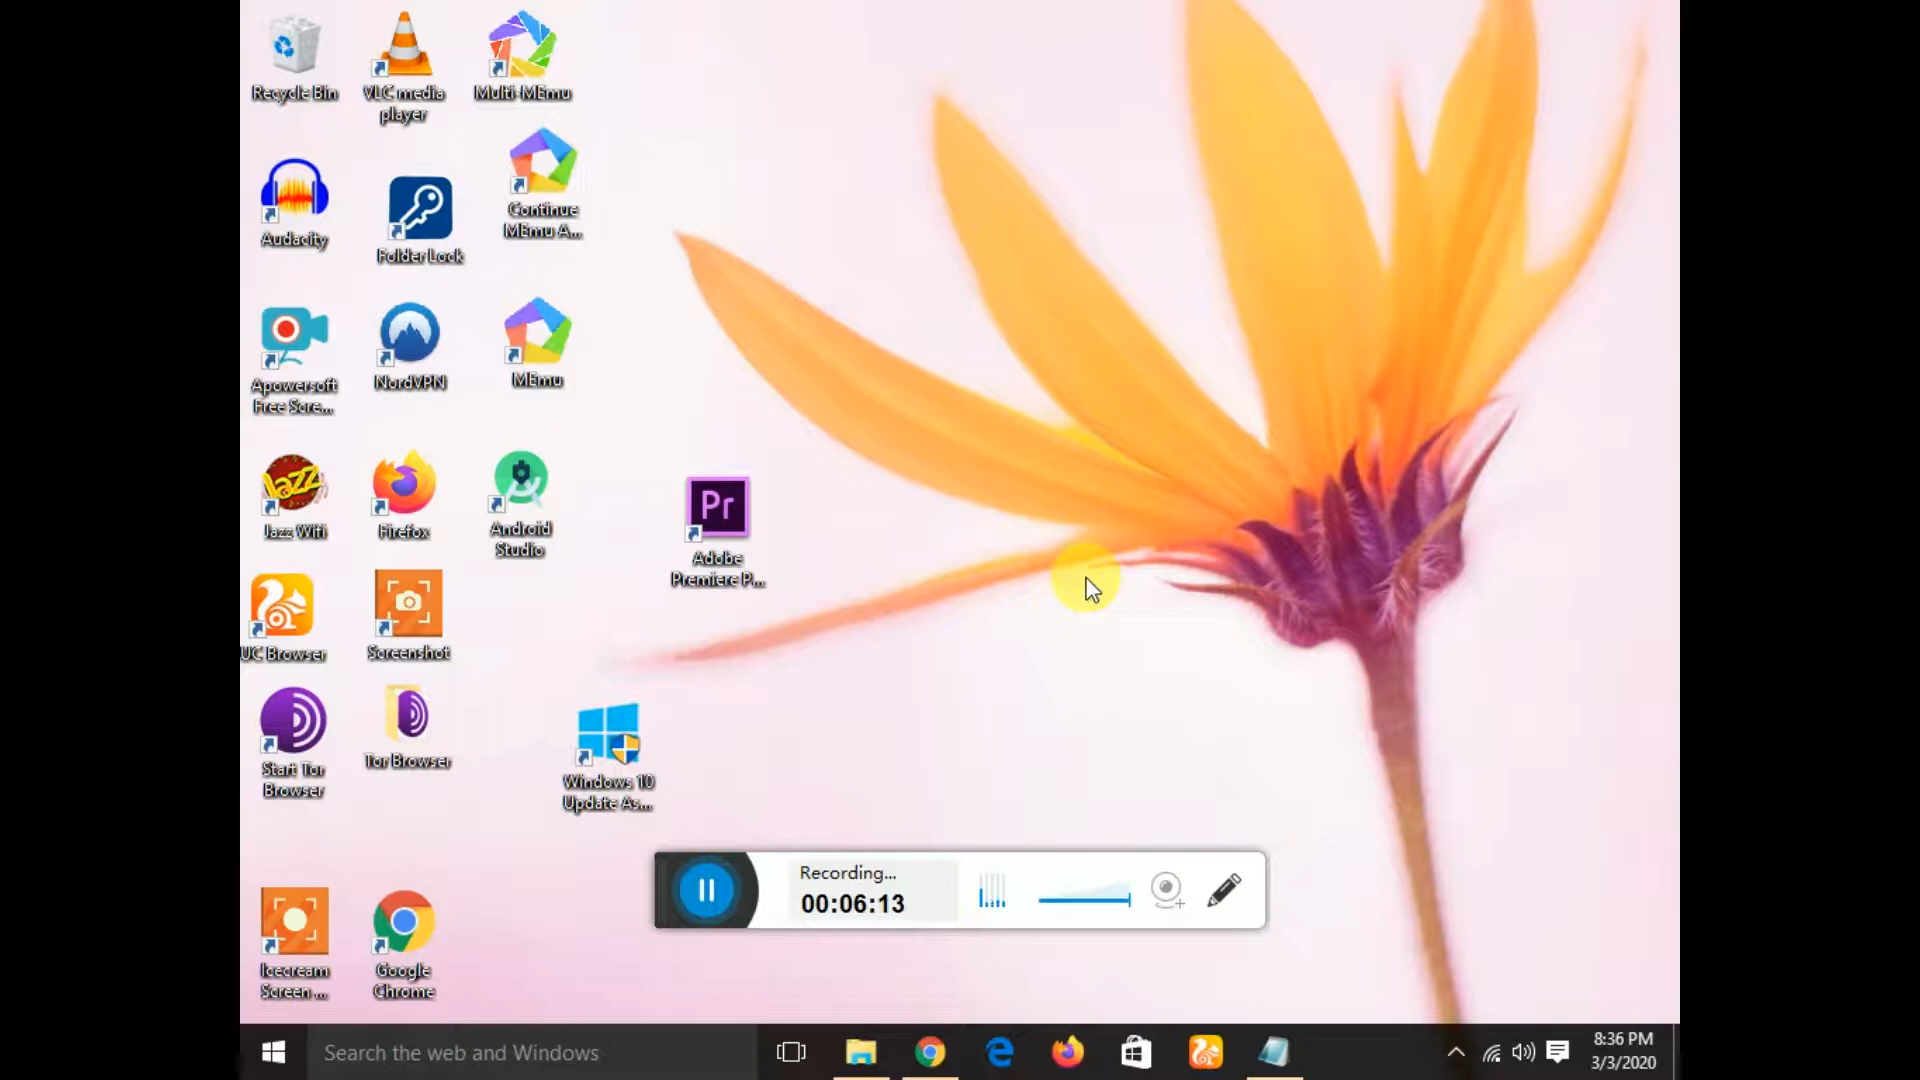 Recycle Bin
VLC media
player
Multi-MEmu
Audacity
Folder Lock
Continue
MEmu A...
Apowersoft
Free Scre...
NordVPN
MEmu
Jazz
Jazz Wifi
Firefox
Android
Studio
Pr
Adobe
Premiere P...
UC Browser
Screenshot
Start Tor
Browser
Tor Browser
Windows 10
Update As...
Recording...
00:06:13
Icecream
Screen ...
Google
Chrome
Search the web and Windows
8:36 PM
3/3/2020